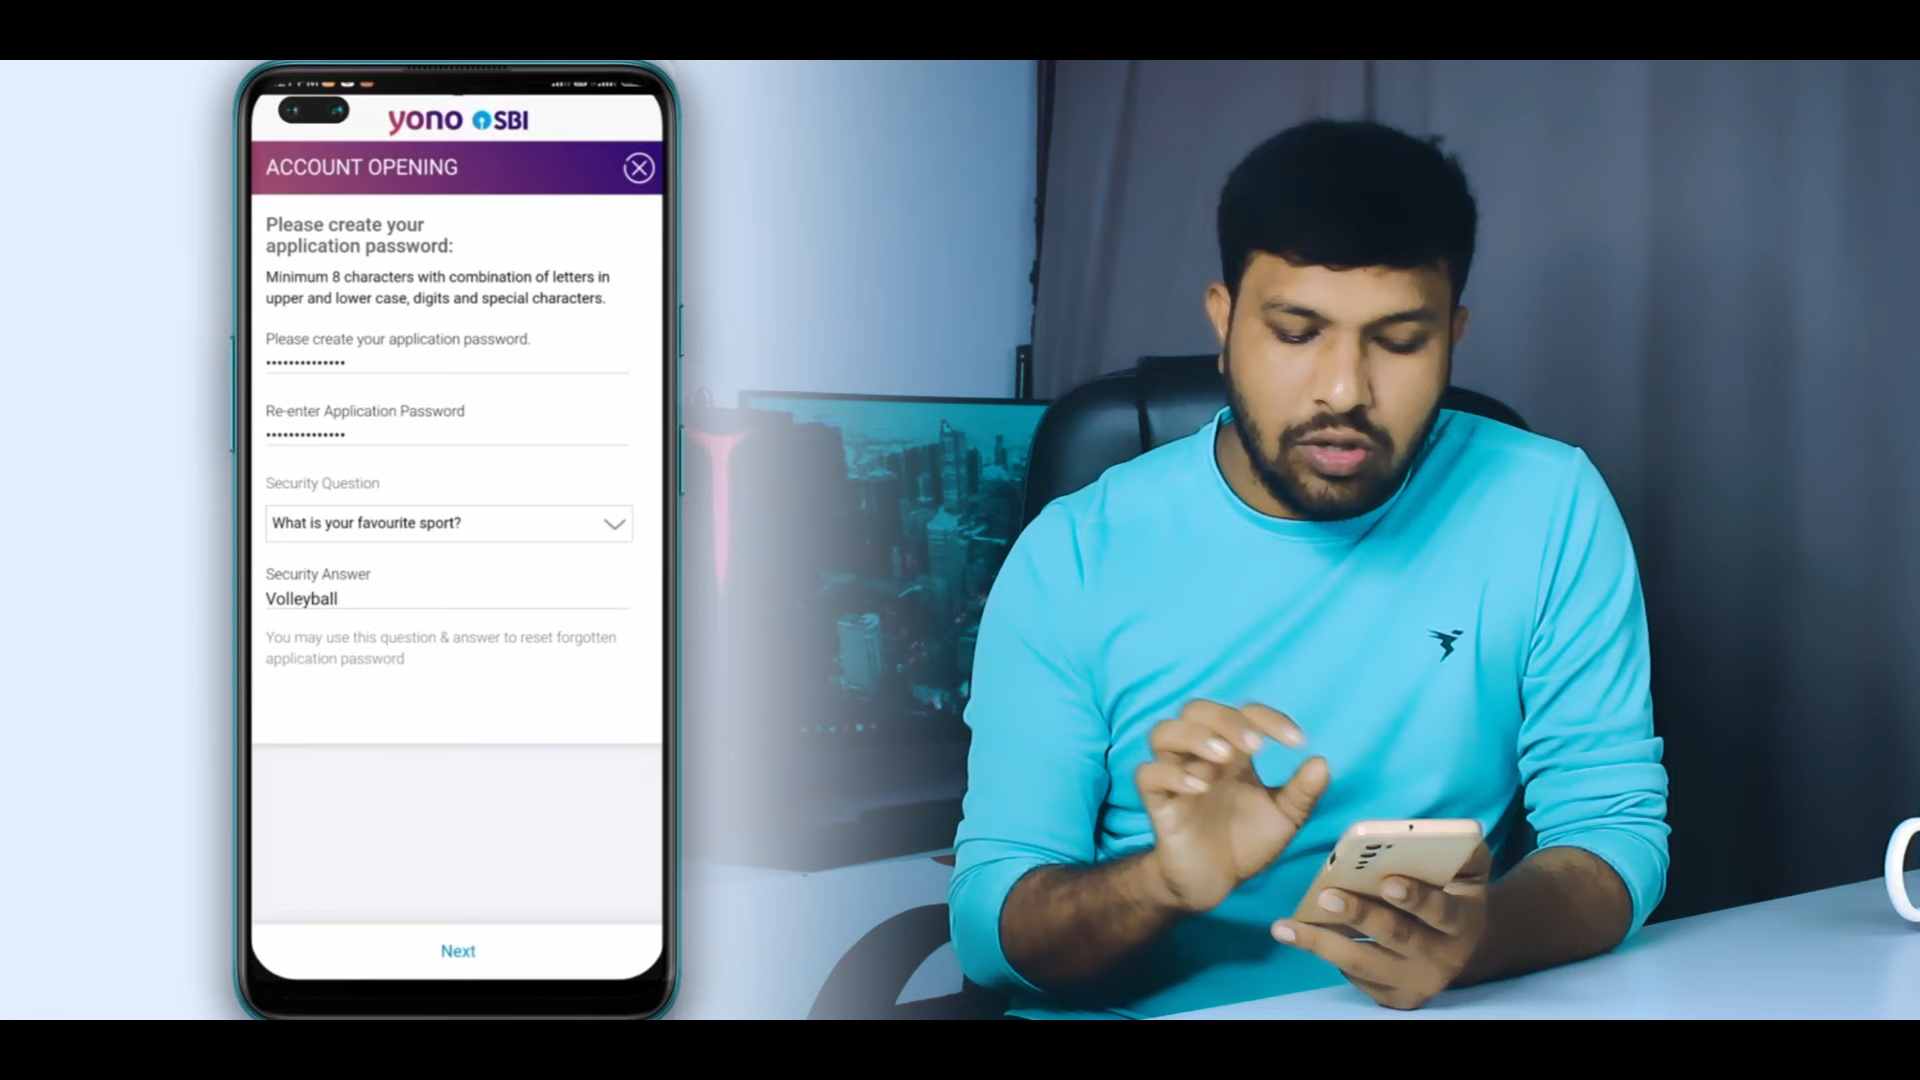 yono SBI
ACCOUNT OPENING
Please create your
application password:
Minimum 8 characters with combination of letters in
upper and lower case, digits and special characters.
Please create your application password.
••••••••••••••
Re-enter Application Password
••••••••••••••
Security Question
What is your favourite sport?
Security Answer
Volleyball
You may use this question & answer to reset forgotten
application password
Next